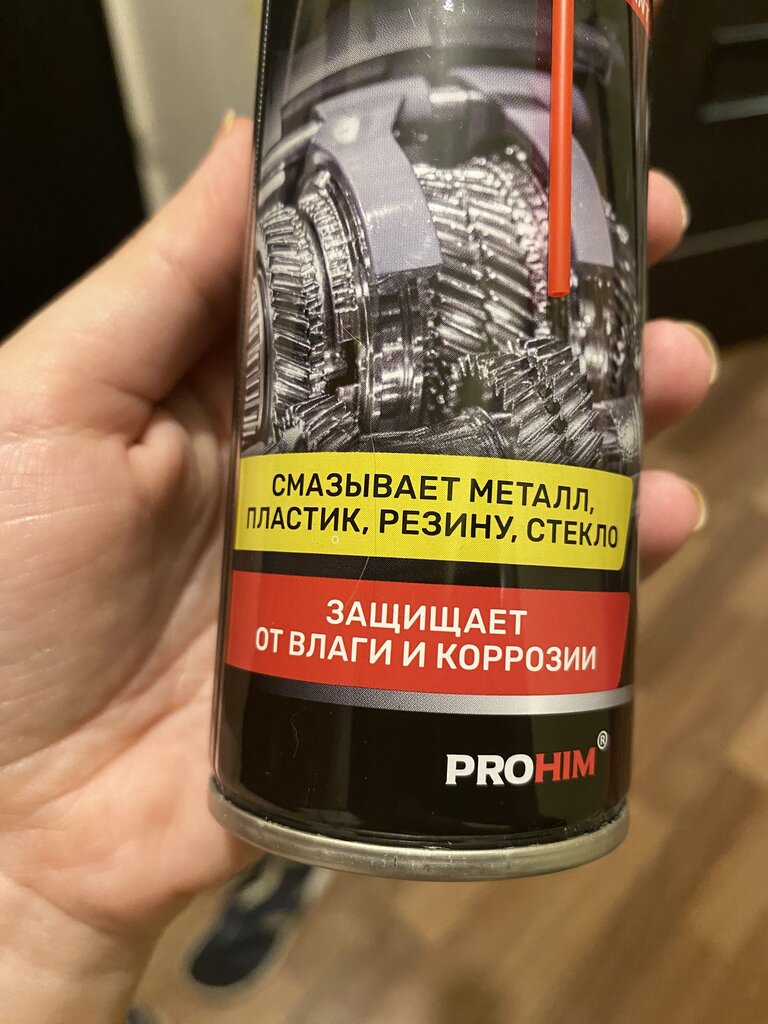 СМАЗЫВАЕТ МЕТАЛЛ,
ПЛАСТИК, РЕЗИНУ, СТЕКЛО
ЗАЩИЩАЕТ
ОТ ВЛАГИ И КОРРОЗИИ
PROHIM®